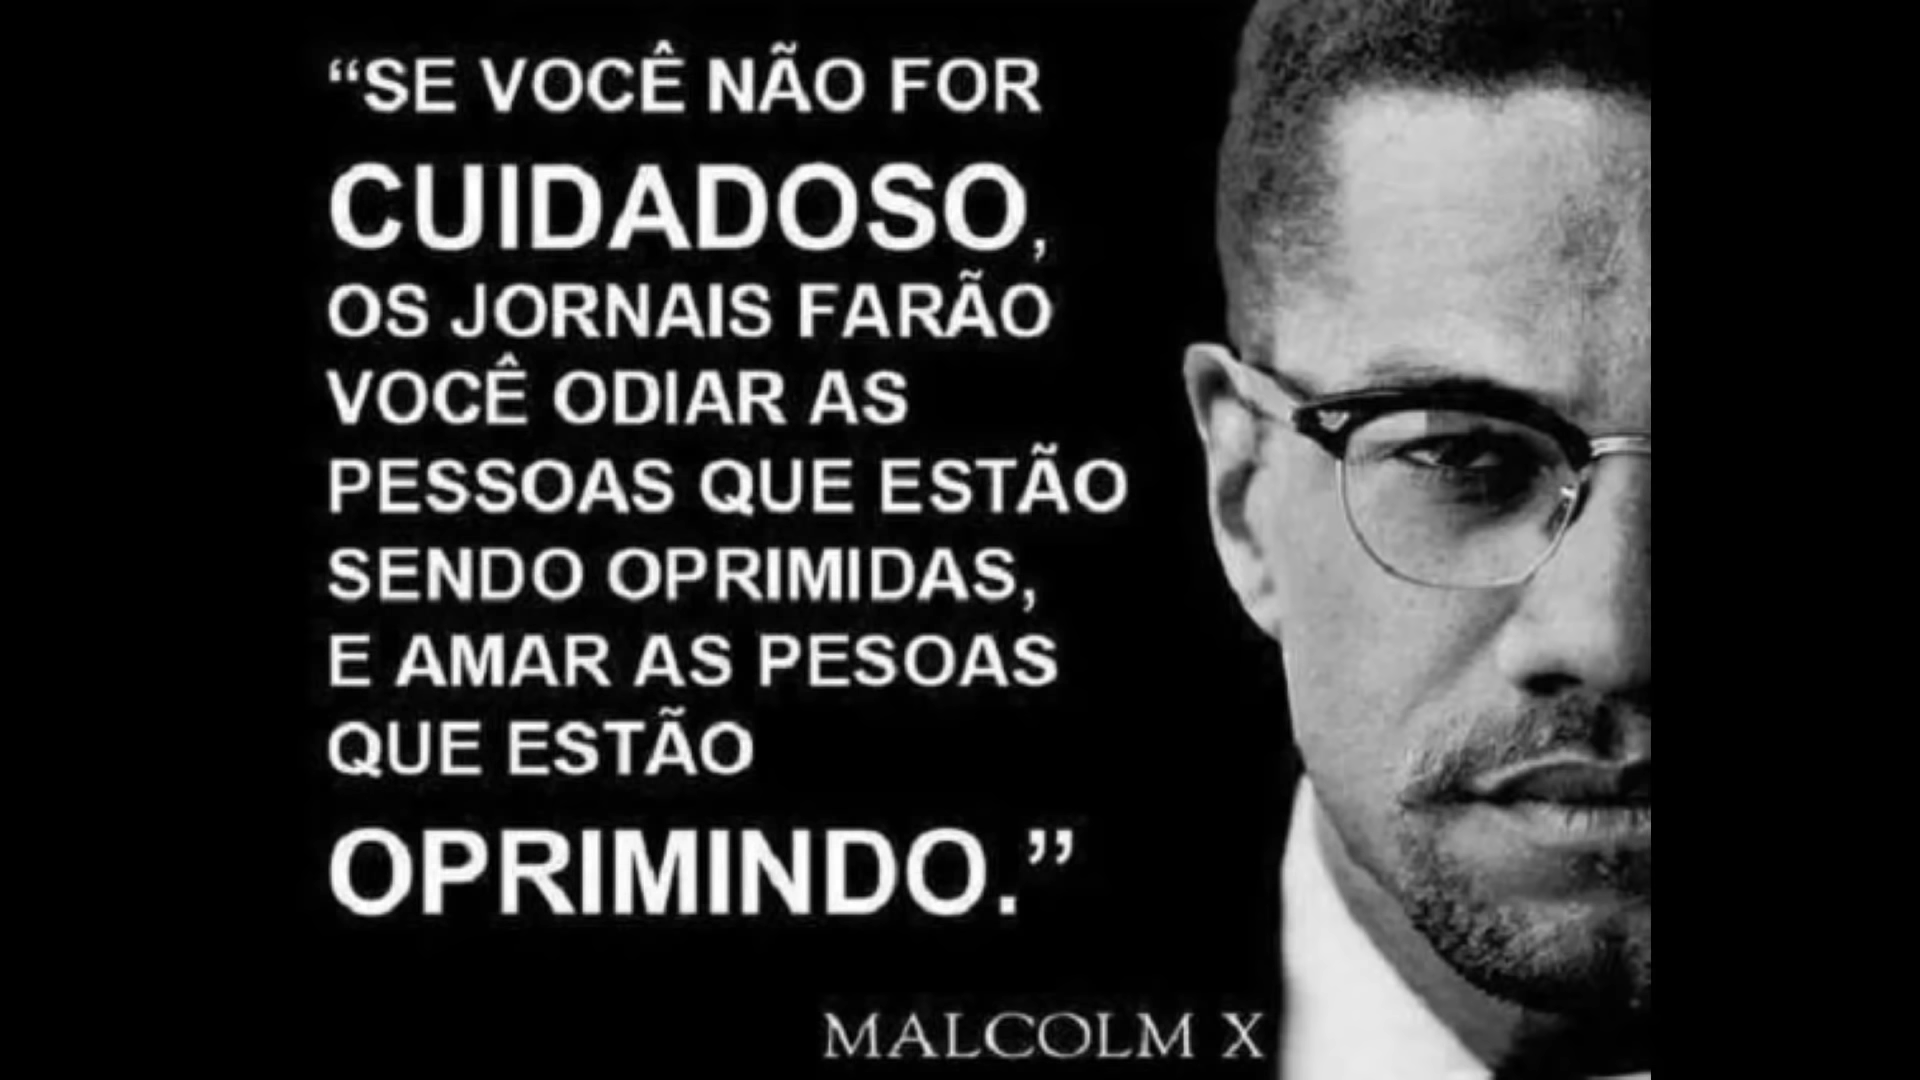 “SE VOCÊ NÃO FOR
CUIDADOSO,
OS JORNAIS FARÃO
VOCÊ ODIAR AS
PESSOAS QUE ESTÃO
SENDO OPRIMIDAS,
E AMAR AS PESOAS
QUE ESTÃO
OPRIMINDO.”
MALCOLM X